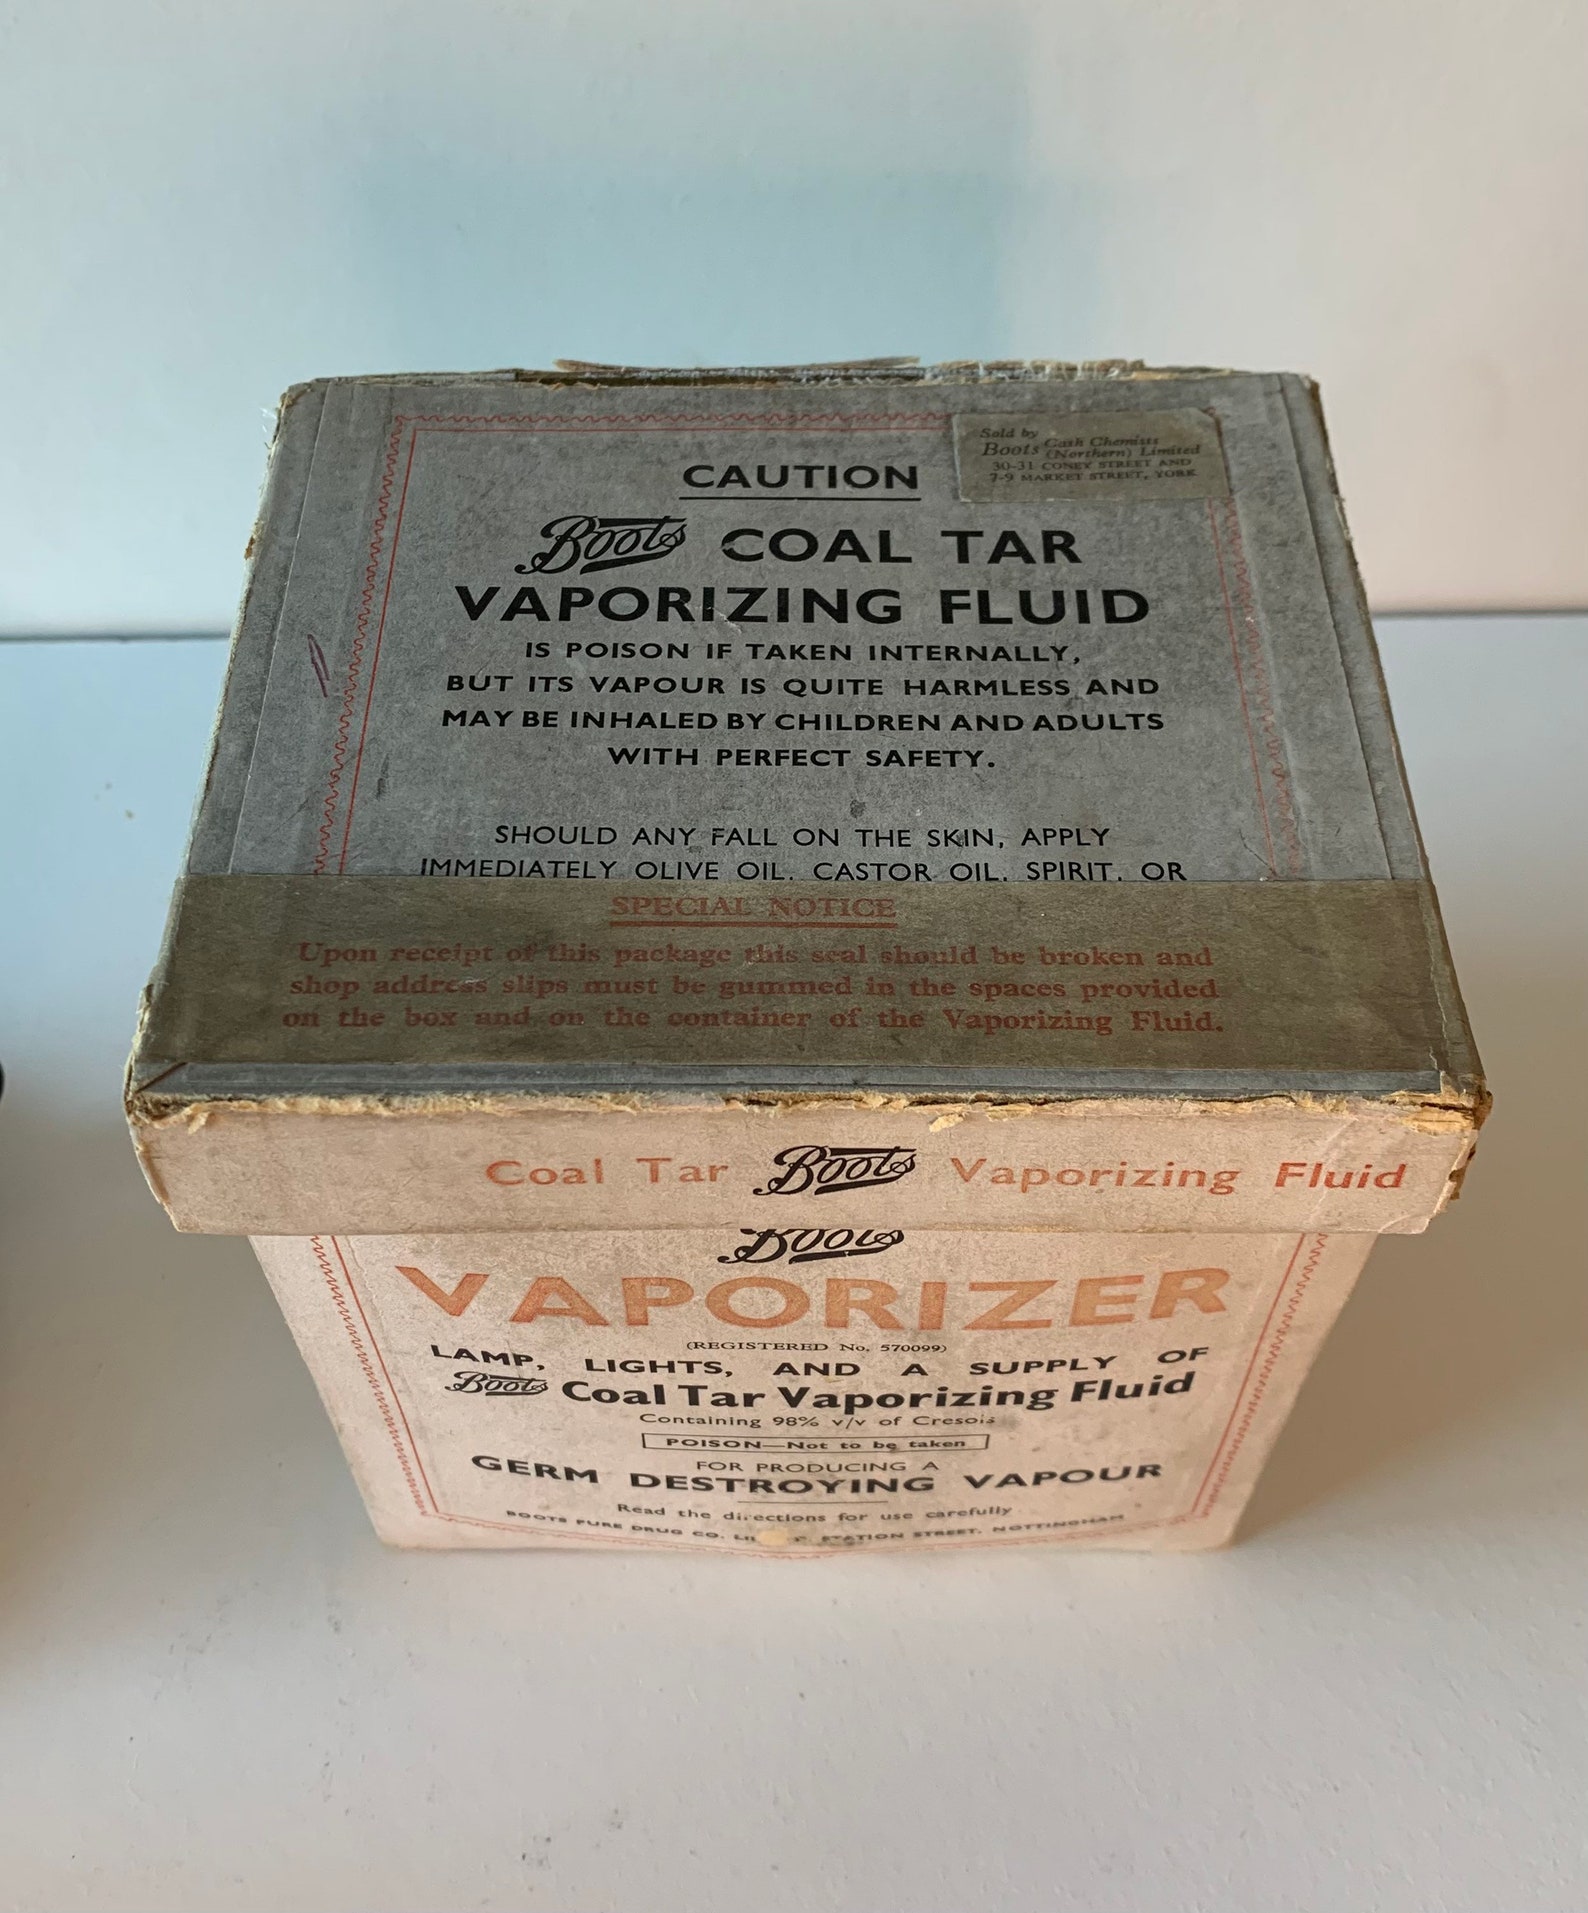 Sold by
Boots Cash Chemists
(Northern) Limited
30-31 CONEY STREET AND
7-9 MARKET STREET, YORK
CAUTION
Boots COAL TAR
VAPORIZING FLUID
IS POISON IF TAKEN INTERNALLY,
BUT ITS VAPOUR IS QUITE HARMLESS AND
MAY BE INHALED BY CHILDREN AND ADULTS
WITH PERFECT SAFETY.
SHOULD ANY FALL ON THE SKIN, APPLY
IMMEDIATELY OLIVE OIL, CASTOR OIL, SPIRIT, OR
SPECIAL NOTICE
Upon receipt of this package this seal should be broken and
shop address slips must be gummed in the spaces provided
on the box and on the container of the Vaporizing Fluid.
Coal Tar Boots Vaporizing Fluid
Boots
VAPORIZER
(REGISTERED No. 570099)
LAMP, LIGHTS, AND A SUPPLY OF
Boots Coal Tar Vaporizing Fluid
Containing 98% v/v of Cresols
POISON—Not to be taken
FOR PRODUCING A
GERM DESTROYING VAPOUR
Read the directions for use carefully
BOOTS PURE DRUG CO. STATION STREET, NOTTINGHAM